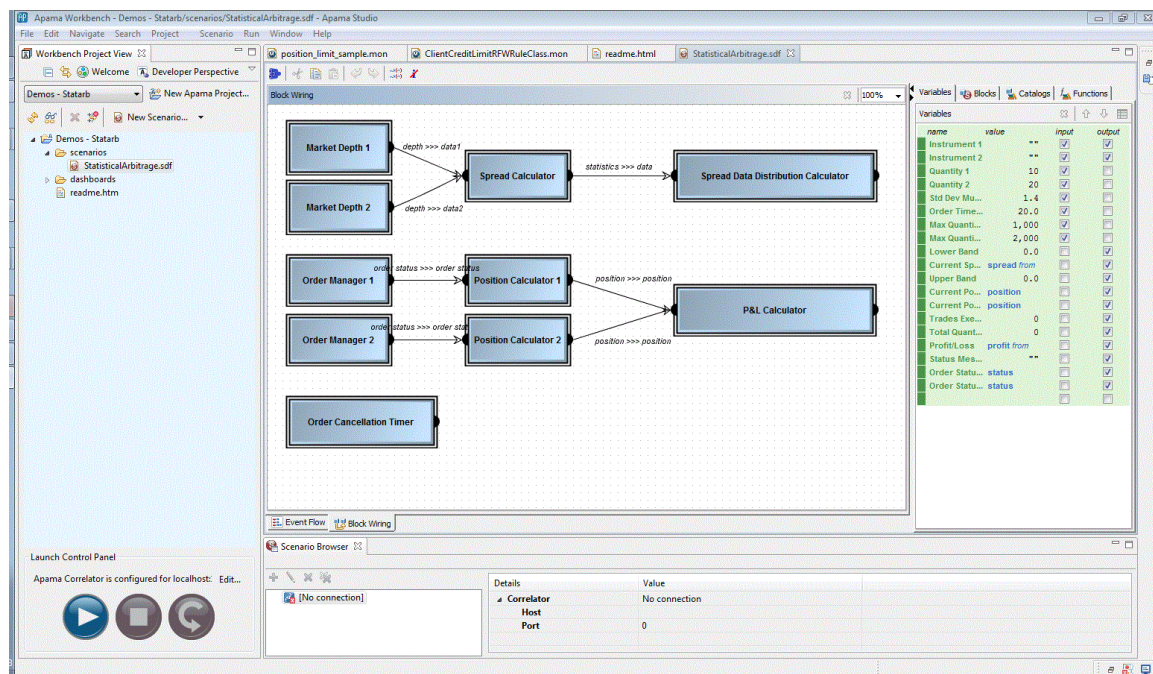 Apama Workbench - Demos - Statarb/scenarios/StatisticalArbitrage.sdf - Apama Studio
File Edit Navigate Search Project Scenario Run Window Help
Workbench Project View
Welcome Developer Perspective
Demos - Statarb New Apama Project...
New Scenario...
Demos - Statarb
scenarios
StatisticalArbitrage.sdf
dashboards
readme.htm
Launch Control Panel
Apama Correlator is configured for localhost: Edit...
position_limit_sample.mon ClientCreditLimitRFWRuleClass.mon readme.html StatisticalArbitrage.sdf
Block Wiring 100%
Market Depth 1
depth >>> data1
Spread Calculator
statistics >>> data
Spread Data Distribution Calculator
Market Depth 2
depth >>> data2
order status >>> order status
Order Manager 1
Position Calculator 1
position >>> position
P&L Calculator
order status >>> order stat
Order Manager 2
Position Calculator 2
position >>> position
Order Cancellation Timer
Event Flow Block Wiring
Variables Blocks Catalogs Functions
Variables
name value input output
Instrument 1 ""
Instrument 2 ""
Quantity 1 10
Quantity 2 20
Std Dev Mu... 1.4
Order Time... 20.0
Max Quanti... 1,000
Max Quanti... 2,000
Lower Band 0.0
Current Sp... spread from
Upper Band 0.0
Current Po... position
Current Po... position
Trades Exe... 0
Total Quant... 0
Profit/Loss profit from
Status Mes... ""
Order Statu... status
Order Statu... status
Scenario Browser
[No connection]
Details Value
Correlator No connection
Host
Port 0